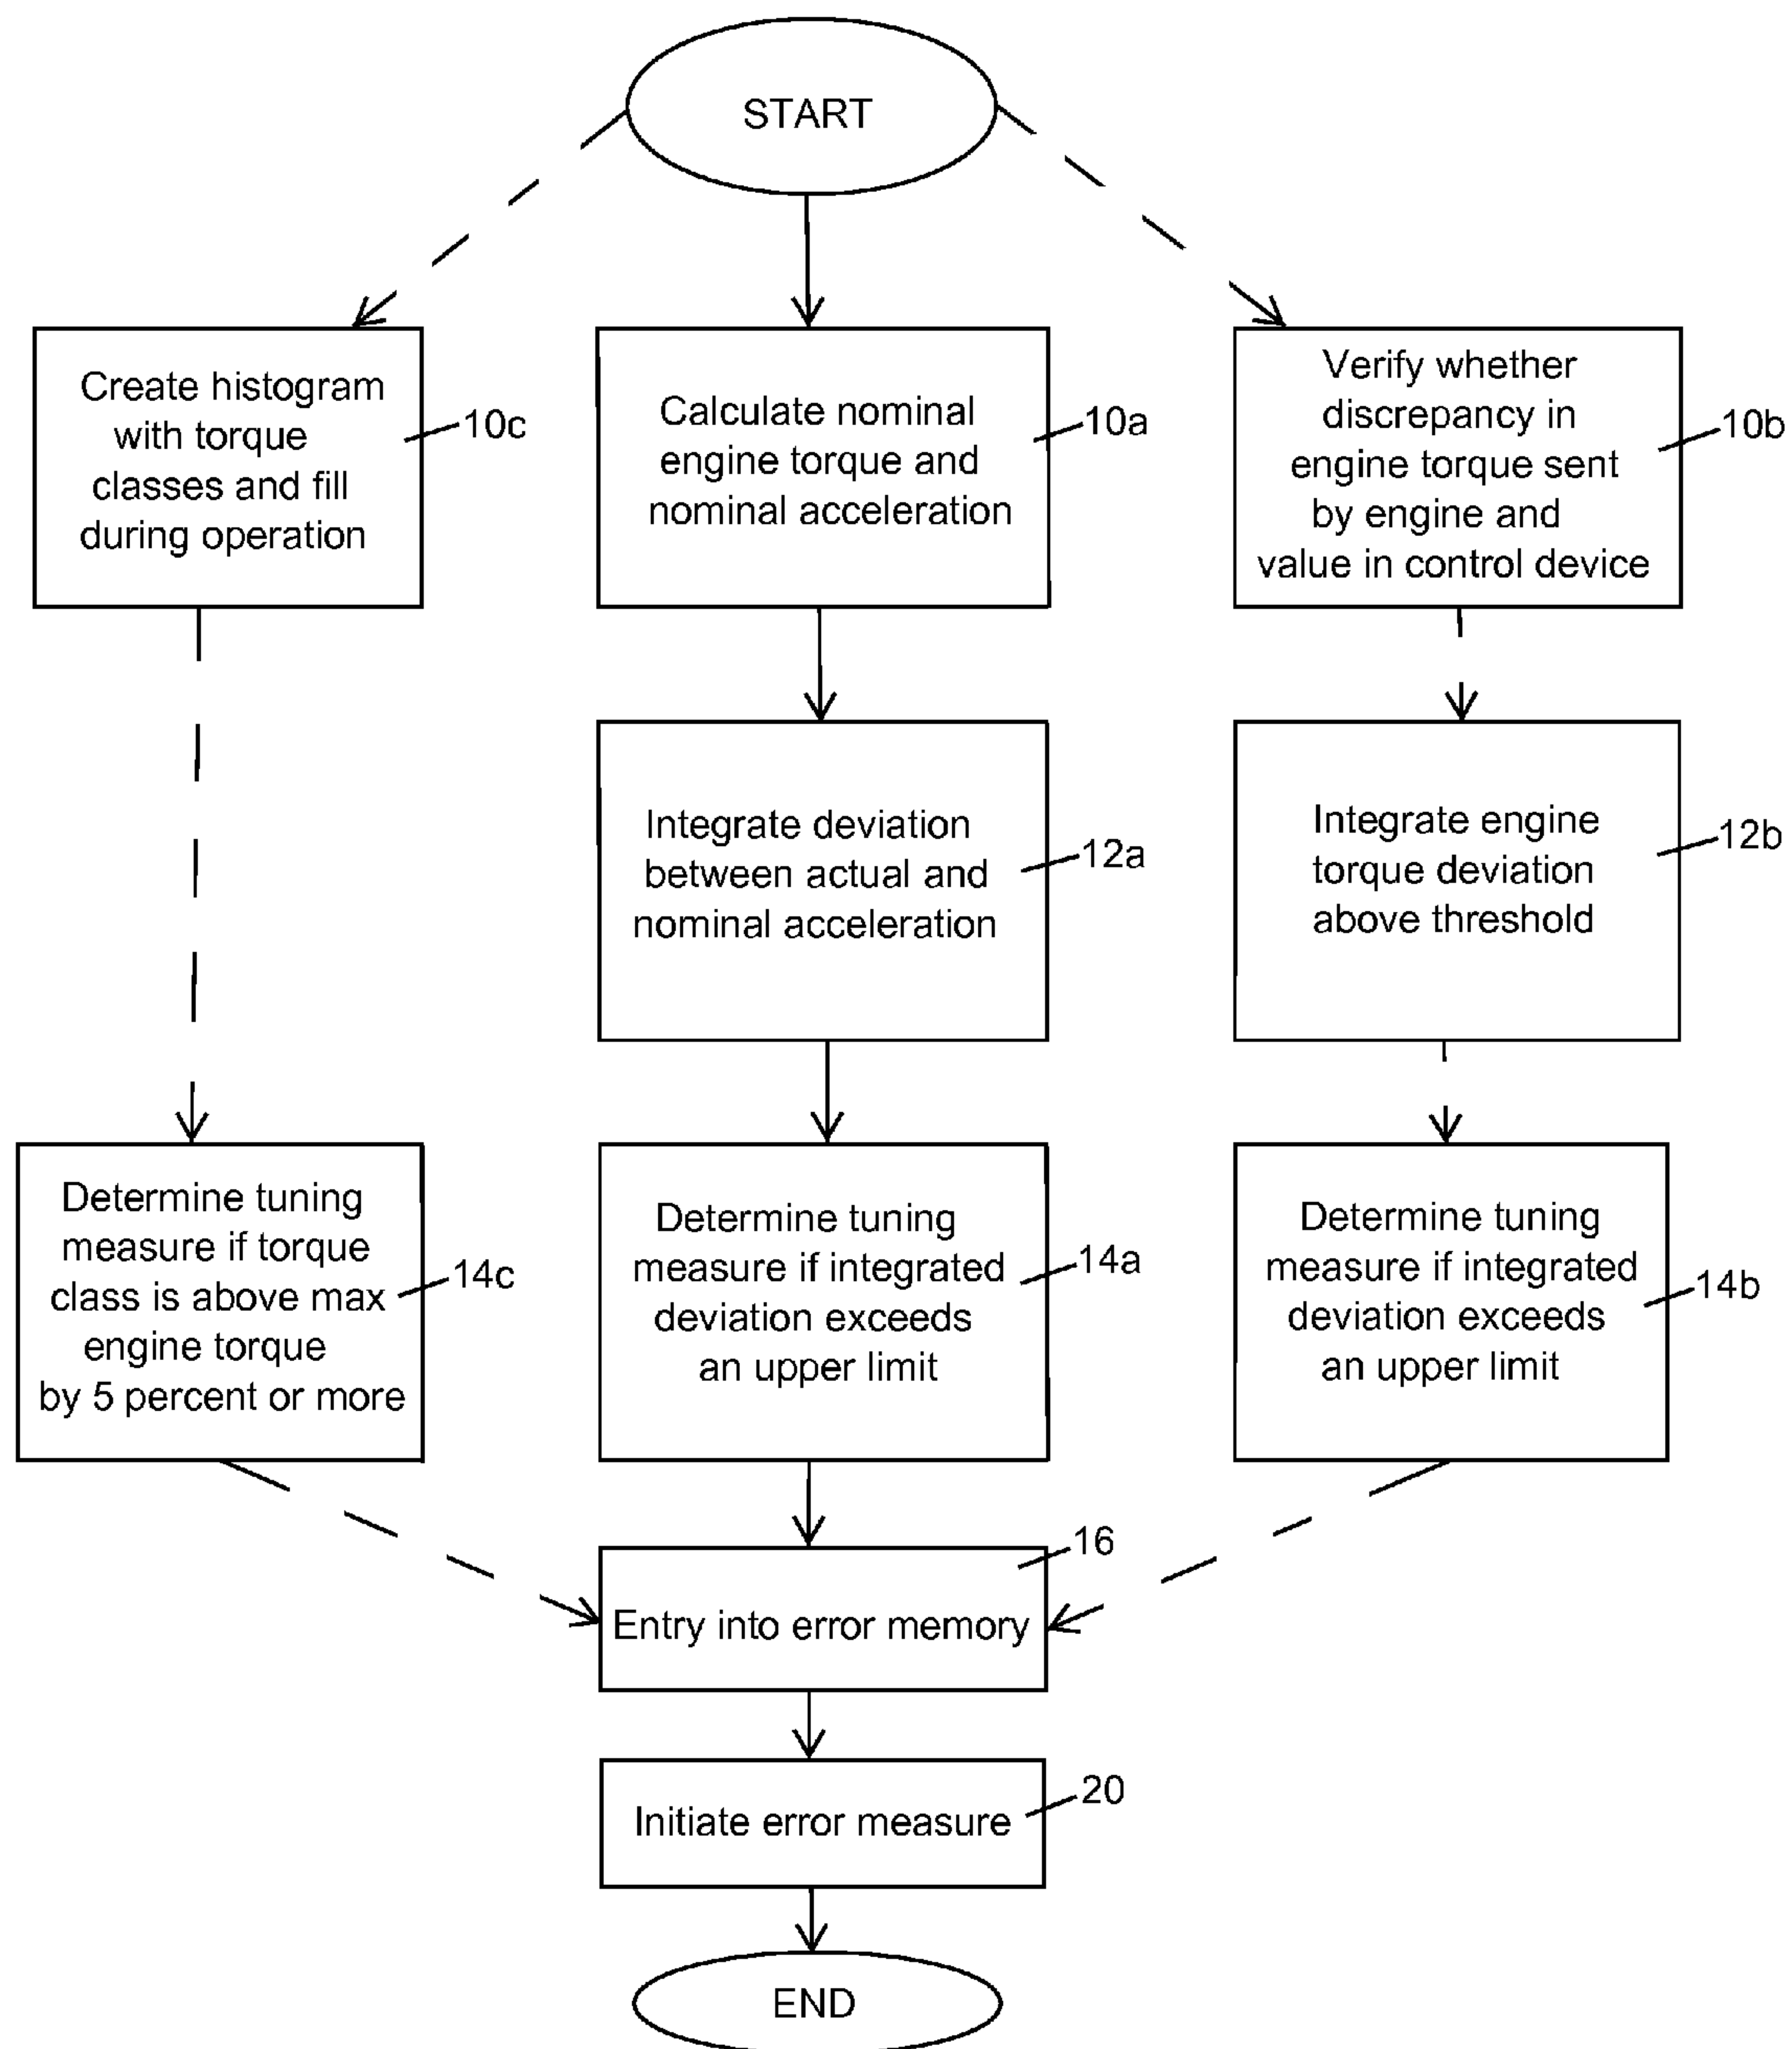 START
Create histogram
with torque
classes and fill
during operation
10c
Calculate nominal
engine torque and
nominal acceleration
10a
Verify whether
discrepancy in
engine torque sent
by engine and
value in control device
10b
Integrate deviation
between actual and
nominal acceleration
12a
Integrate engine
torque deviation
above threshold
12b
Determine tuning
measure if torque
class is above max
engine torque
by 5 percent or more
14c
Determine tuning
measure if integrated
deviation exceeds
an upper limit
14a
Determine tuning
measure if integrated
deviation exceeds
an upper limit
14b
16
Entry into error memory
20
Initiate error measure
END